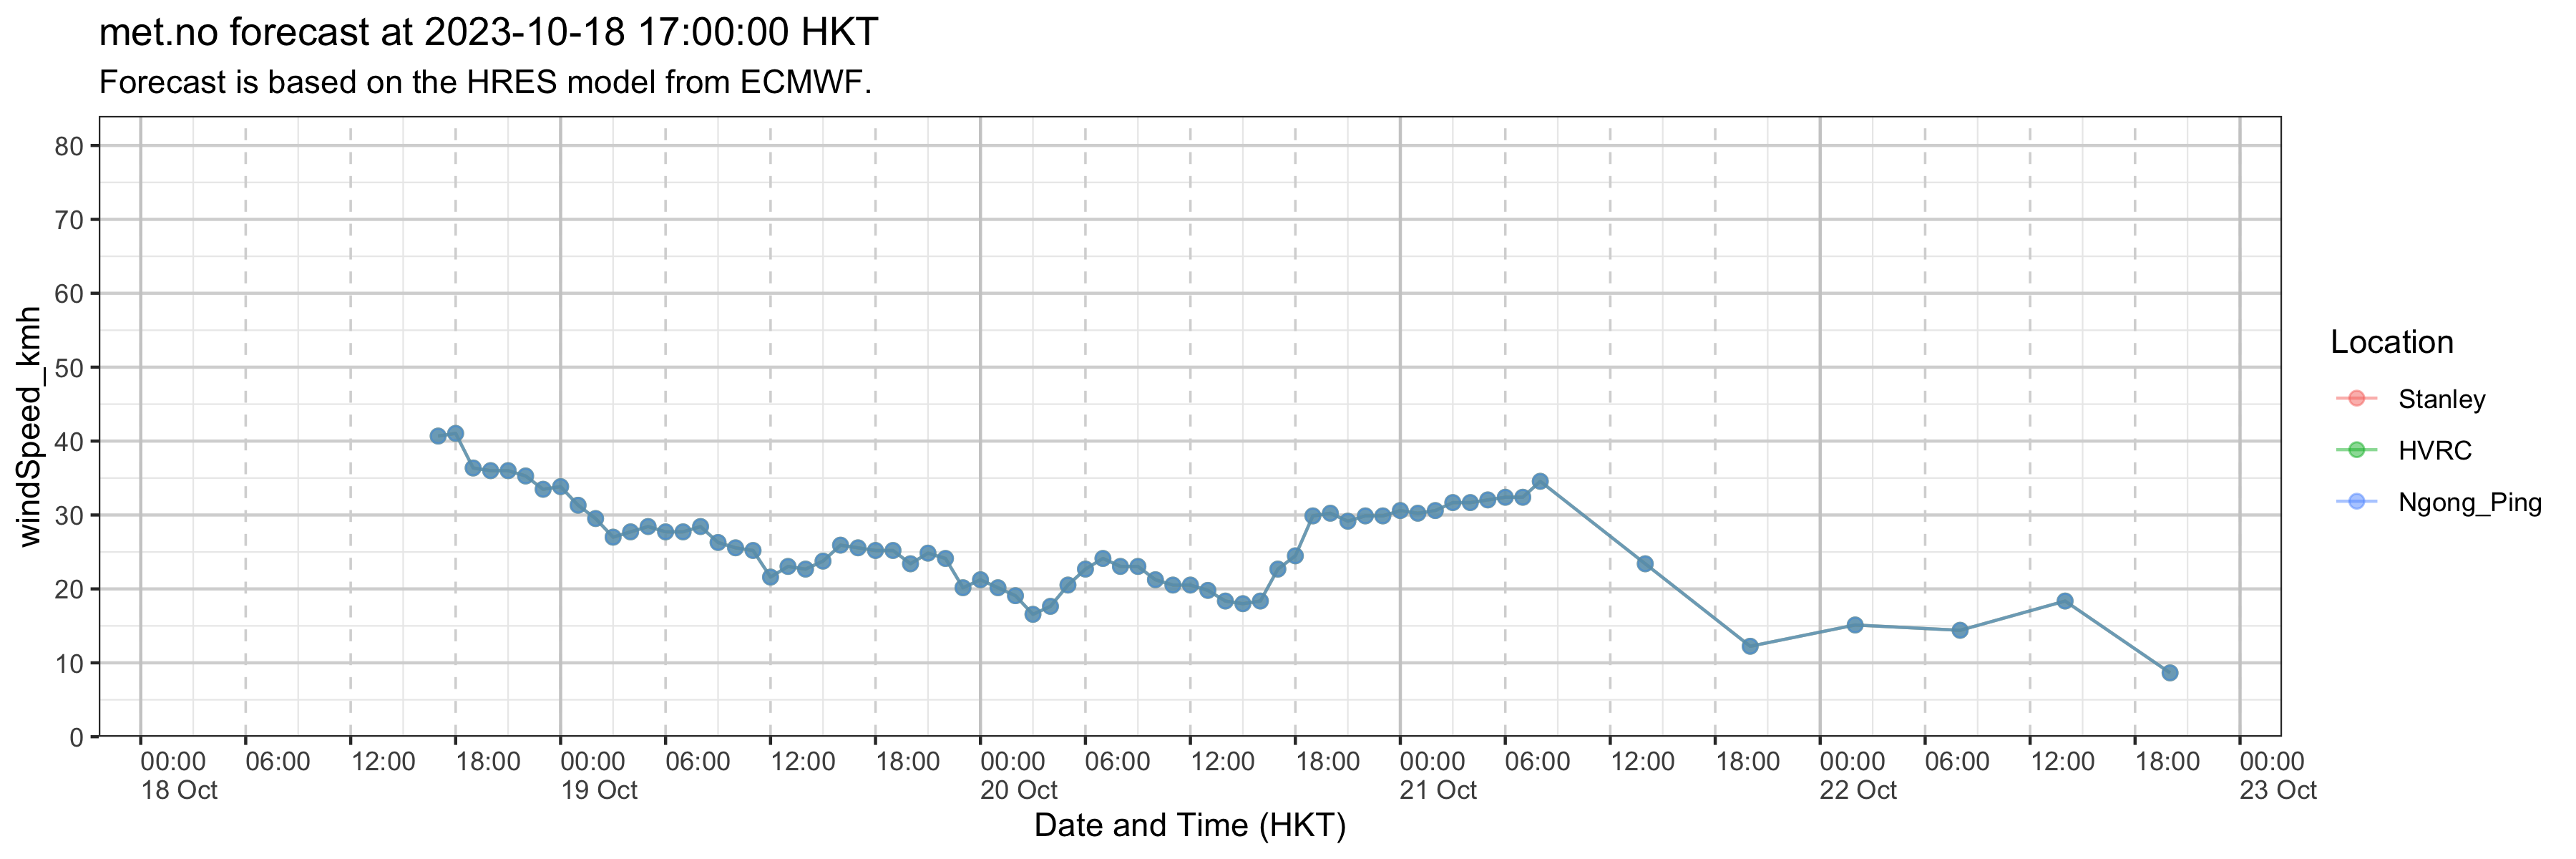 met.no forecast at 2023-10-18 17:00:00 HKT
Forecast is based on the HRES model from ECMWF.
windSpeed_kmh
80
70
60
50
40
30
20
10
0
00:00 06:00 12:00 18:00 00:00 06:00 12:00 18:00 00:00 06:00 12:00 18:00 00:00 06:00 12:00 18:00 00:00 06:00 12:00 18:00 00:00
18 Oct 19 Oct 20 Oct 21 Oct 22 Oct 23 Oct
Date and Time (HKT)
Location
Stanley
HVRC
Ngong_Ping